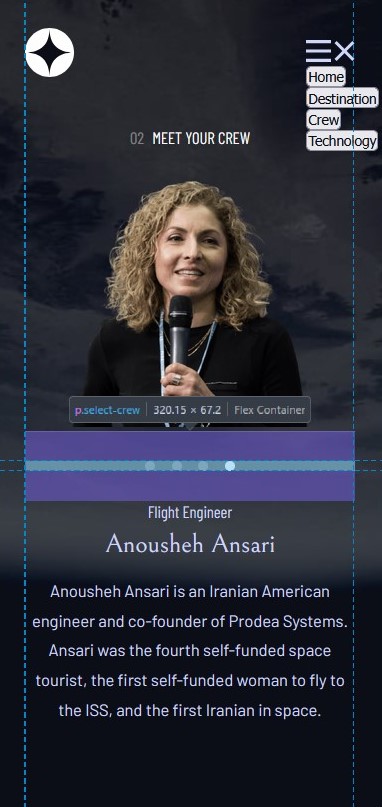 Home
Destination
Crew
Technology
02 MEET YOUR CREW
p.select-crew 320.15 × 67.2 Flex Container
Flight Engineer
Anousheh Ansari
Anousheh Ansari is an Iranian American
engineer and co-founder of Prodea Systems.
Ansari was the fourth self-funded space
tourist, the first self-funded woman to fly to
the ISS, and the first Iranian in space.